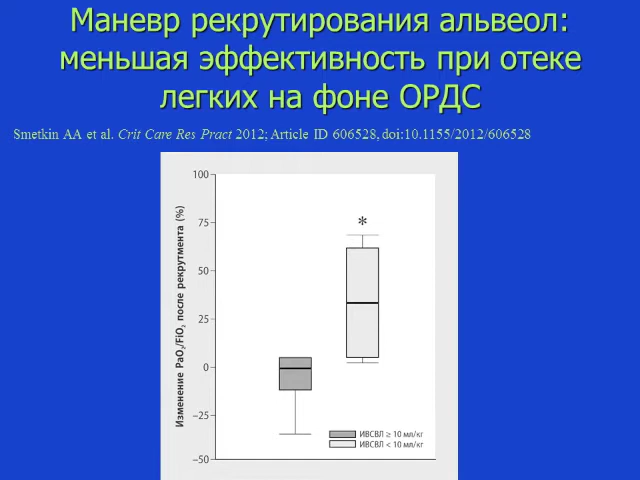 Маневр рекрутирования альвеол:
меньшая эффективность при отеке
легких на фоне ОРДС
Smetkin AA et al. Crit Care Res Pract 2012; Article ID 606528, doi:10.1155/2012/606528
Изменение PaO₂/FiO₂ после рекрутмента (%)
100
75
50
25
0
–25
–50
*
ИВСВЛ ≥ 10 мл/кг
ИВСВЛ < 10 мл/кг